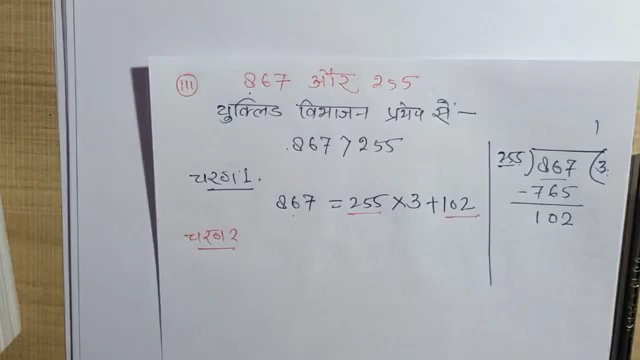 (iii) 867 और 255
युक्लिड विभाजन प्रमेय सें -
867 > 255
चरण 1.
867 = 255 × 3 + 102
चरण 2
1
255 ) 867 ( 3
- 765
102